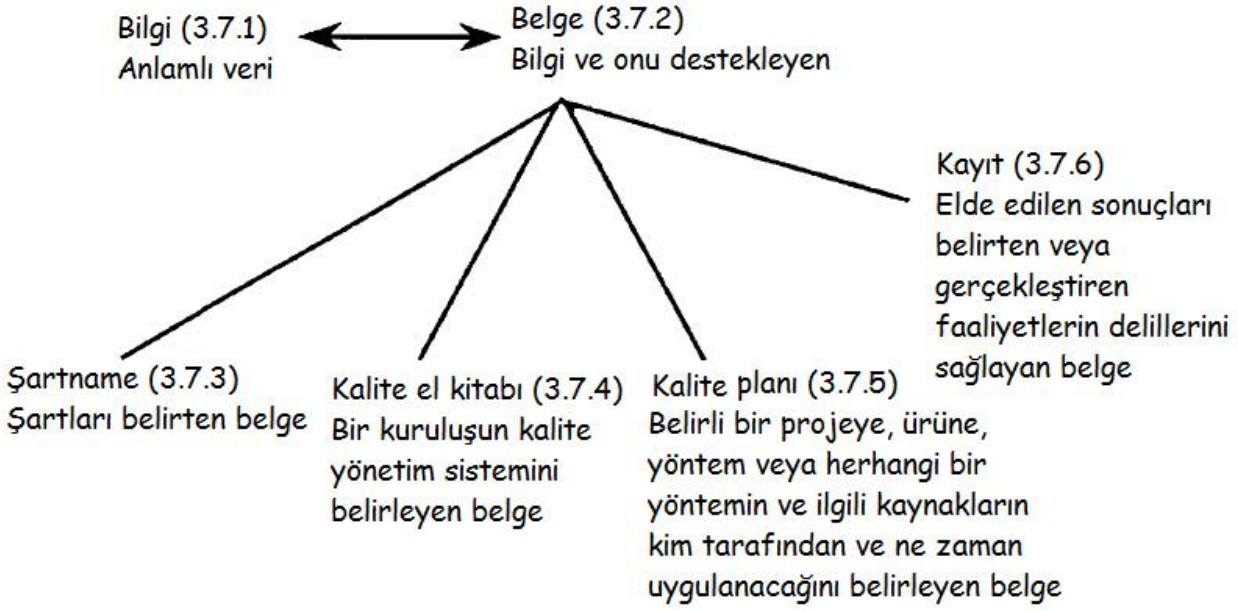 Bilgi (3.7.1)
Anlamlı veri
Belge (3.7.2)
Bilgi ve onu destekleyen
Kayıt (3.7.6)
Elde edilen sonuçları
belirten veya
gerçekleştiren
faaliyetlerin delillerini
sağlayan belge
Şartname (3.7.3)
Şartları belirten belge
Kalite el kitabı (3.7.4)
Bir kuruluşun kalite
yönetim sistemini
belirleyen belge
Kalite planı (3.7.5)
Belirli bir projeye, ürüne,
yöntem veya herhangi bir
yöntemin ve ilgili kaynakların
kim tarafından ve ne zaman
uygulanacağını belirleyen belge